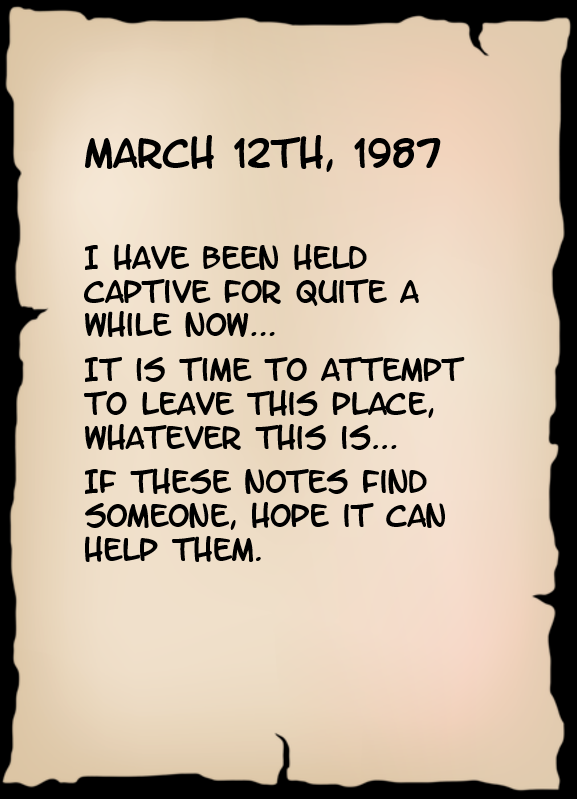 MARCH 12TH, 1987
I HAVE BEEN HELD
CAPTIVE FOR QUITE A
WHILE NOW...
IT IS TIME TO ATTEMPT
TO LEAVE THIS PLACE,
WHATEVER THIS IS...
IF THESE NOTES FIND
SOMEONE, HOPE IT CAN
HELP THEM.